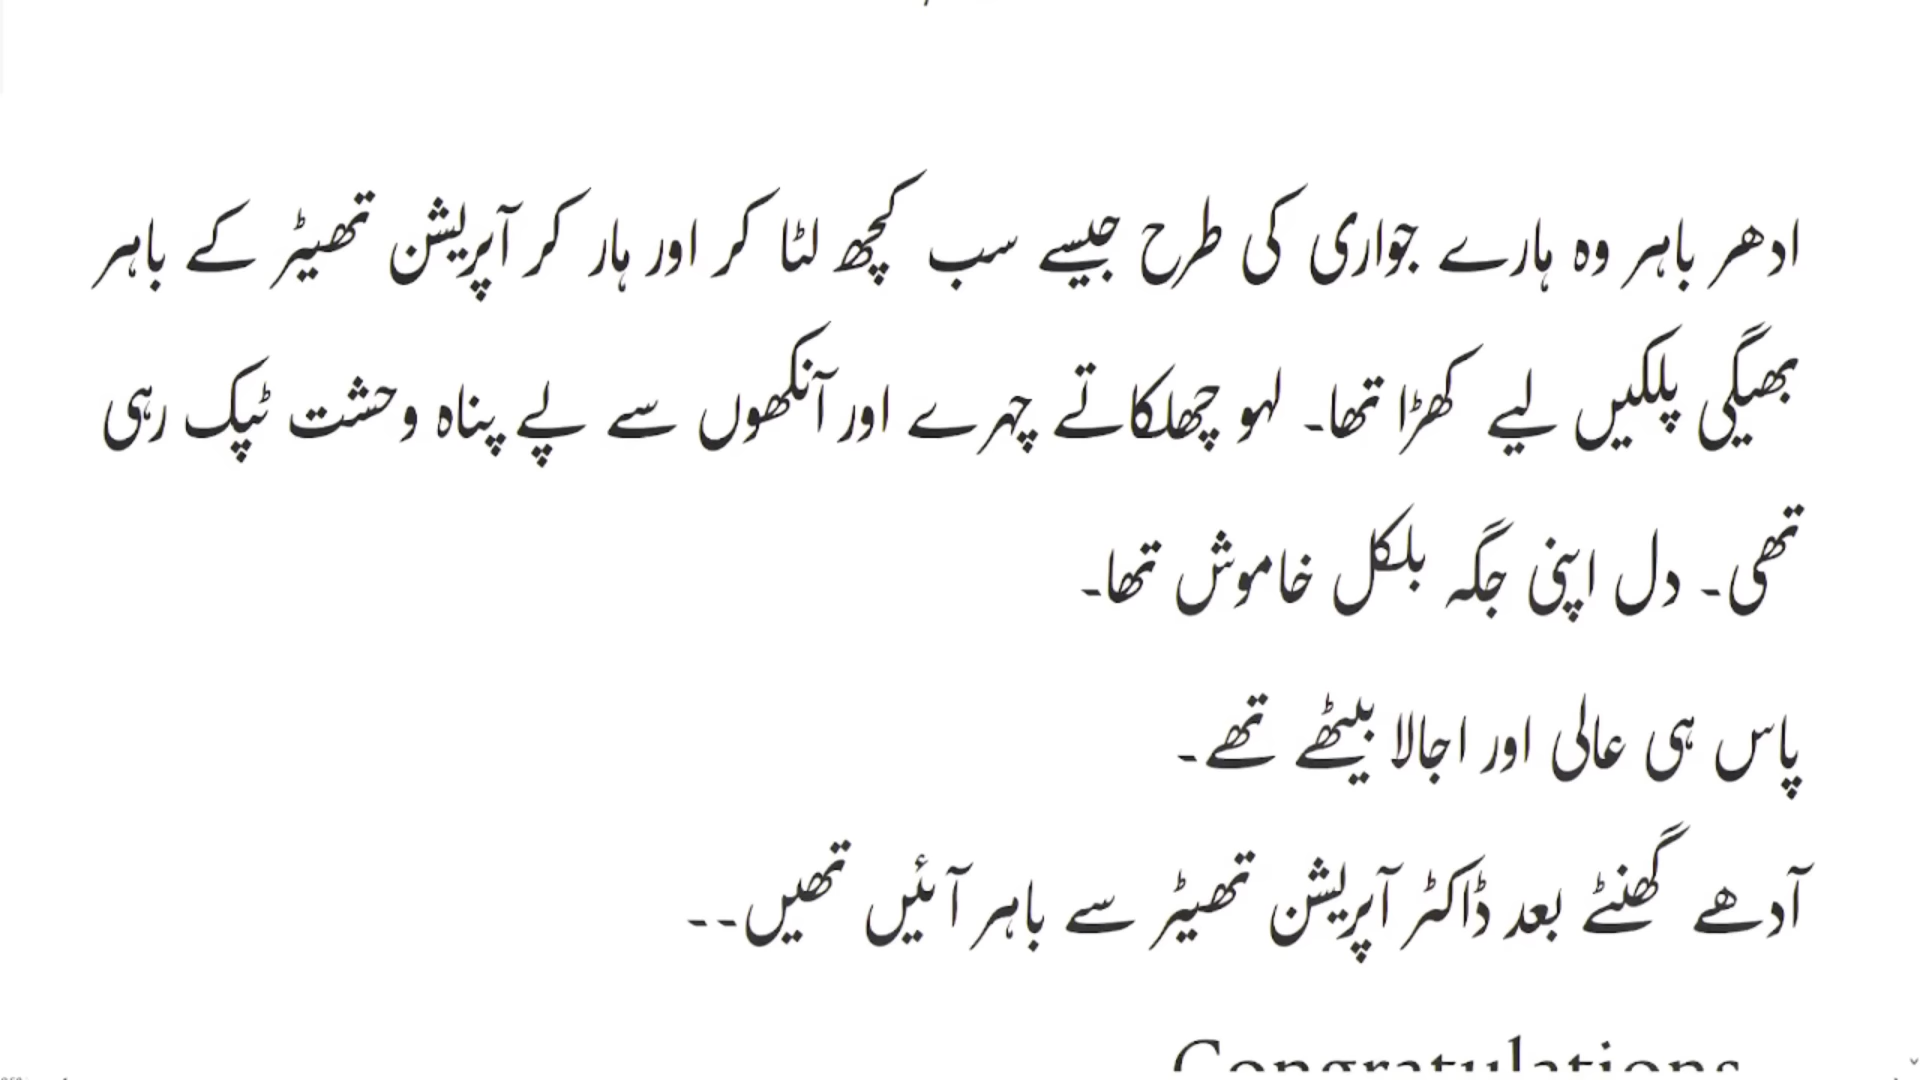 ادھر باہر وہ ہارے جواری کی طرح جیسے سب کچھ لٹا کر اور ہار کر آپریشن تھیٹر کے باہر
بھیگی پلکیں لیے کھڑا تھا۔ لہو چھلکاتے چہرے اور آنکھوں سے بے پناہ وحشت ٹپک رہی
تھی۔ دل اپنی جگہ بلکل خاموش تھا۔
پاس ہی عالی اور اجالا بیٹھے تھے۔
آدھے گھنٹے بعد ڈاکٹر آپریشن تھیٹر سے باہر آئیں تھیں۔۔
Congratulations